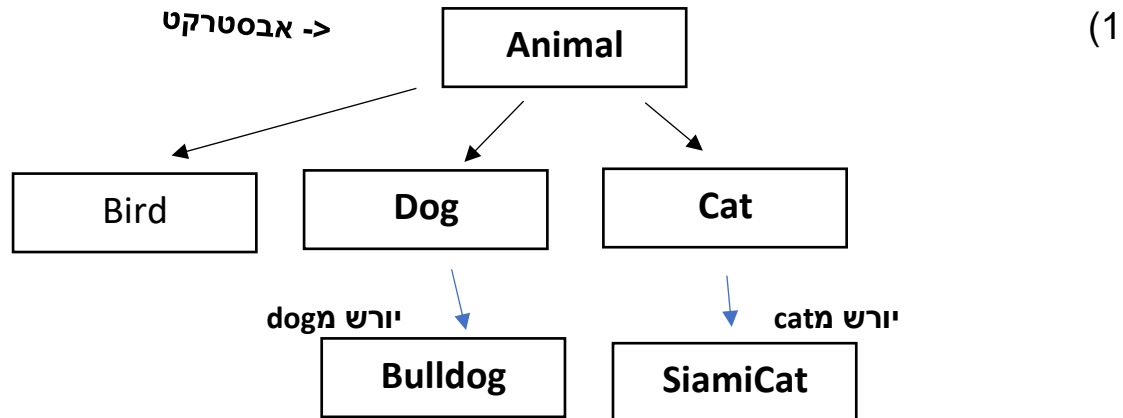 (1
<- אבסטרקט
Animal
Bird
Dog
Cat
יורש מdog
יורש מcat
Bulldog
SiamiCat